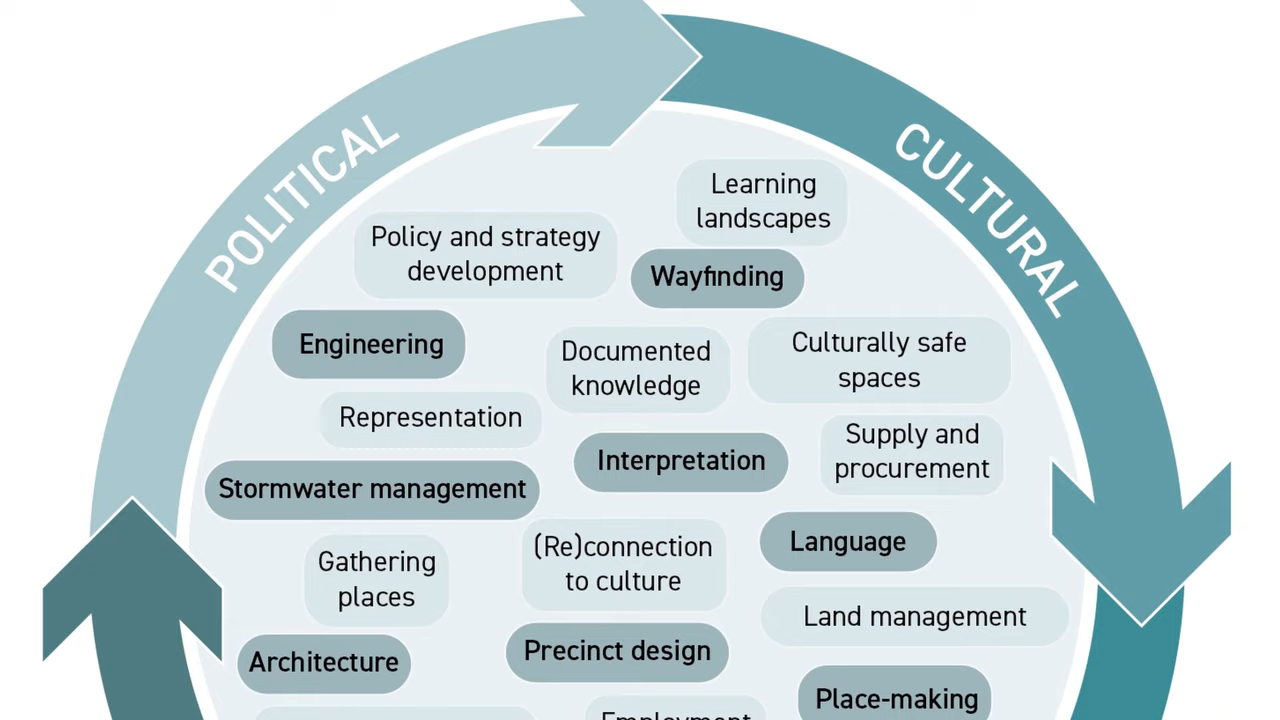 POLITICAL
CULTURAL
Learning
landscapes
Policy and strategy
development
Wayfinding
Engineering
Documented
knowledge
Culturally safe
spaces
Representation
Supply and
procurement
Interpretation
Stormwater management
(Re)connection
to culture
Language
Gathering
places
Land management
Precinct design
Architecture
Place-making
Employment